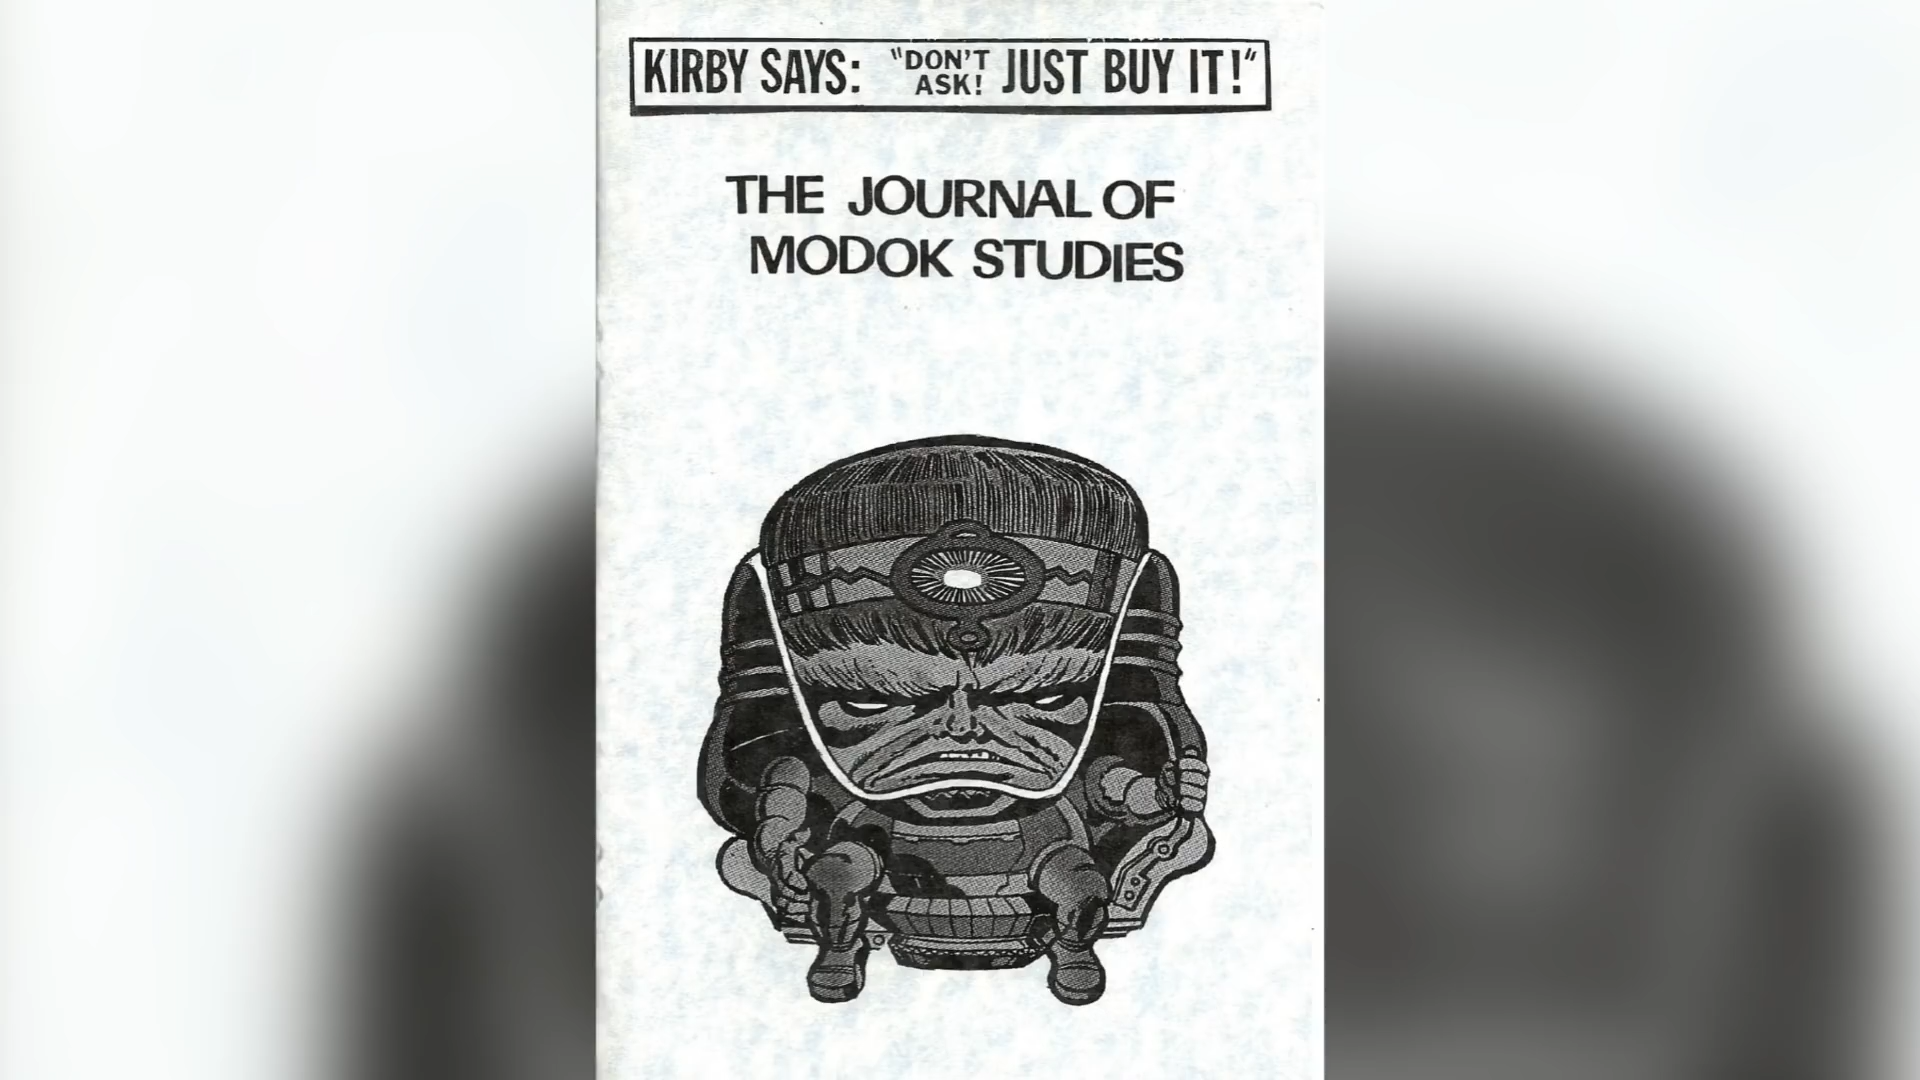 KIRBY SAYS: "DON'T ASK! JUST BUY IT!"
THE JOURNAL OF
MODOK STUDIES